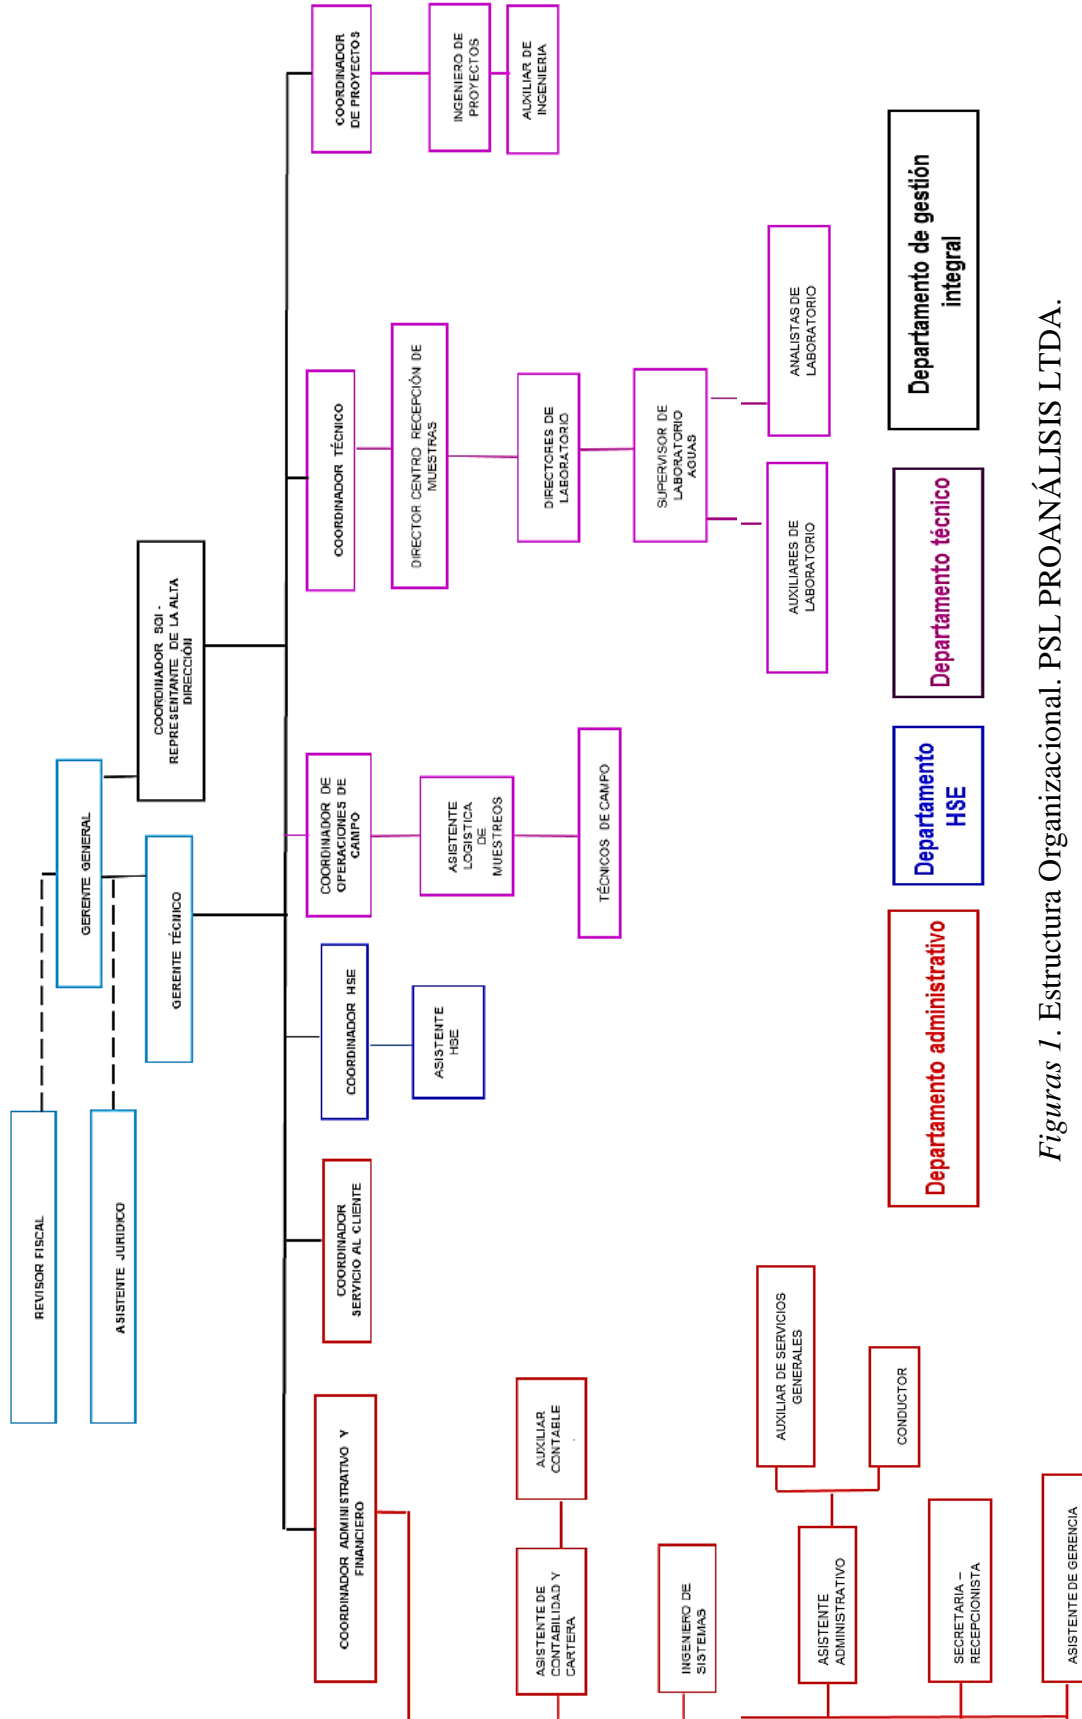 REVISOR FISCAL
ASISTENTE JURIDICO
GERENTE GENERAL
GERENTE TÉCNICO
COORDINADOR SGI -
REPRESENTANTE DE LA ALTA
DIRECCIÓN
COORDINADOR ADMINISTRATIVO Y
FINANCIERO
COORDINADOR
SERVICIO AL CLIENTE
COORDINADOR HSE
COORDINADOR DE
OPERACIONES DE
CAMPO
COORDINADOR TÉCNICO
COORDINADOR
DE PROYECTOS
ASISTENTE
HSE
ASISTENTE
LOGISTICA
DE
MUESTREOS
DIRECTOR CENTRO RECEPCIÓN DE
MUESTRAS
INGENIERO DE
PROYECTOS
AUXILIAR DE
INGENIERIA
ASISTENTE DE
CONTABILIDAD Y
CARTERA
AUXILIAR
CONTABLE
.
TÉCNICOS DE CAMPO
DIRECTORES DE
LABORATORIO
INGENIERO DE
SISTEMAS
SUPERVISOR DE
LABORATORIO
AGUAS
ASISTENTE
ADMINISTRATIVO
AUXILIAR DE SERVICIOS
GENERALES
CONDUCTOR
AUXILIARES DE
LABORATORIO
ANALISTAS DE
LABORATORIO
SECRETARIA –
RECEPCIONISTA
ASISTENTE DE GERENCIA
Departamento administrativo
Departamento
HSE
Departamento técnico
Departamento de gestión
integral
Figuras 1. Estructura Organizacional. PSL PROANÁLISIS LTDA.